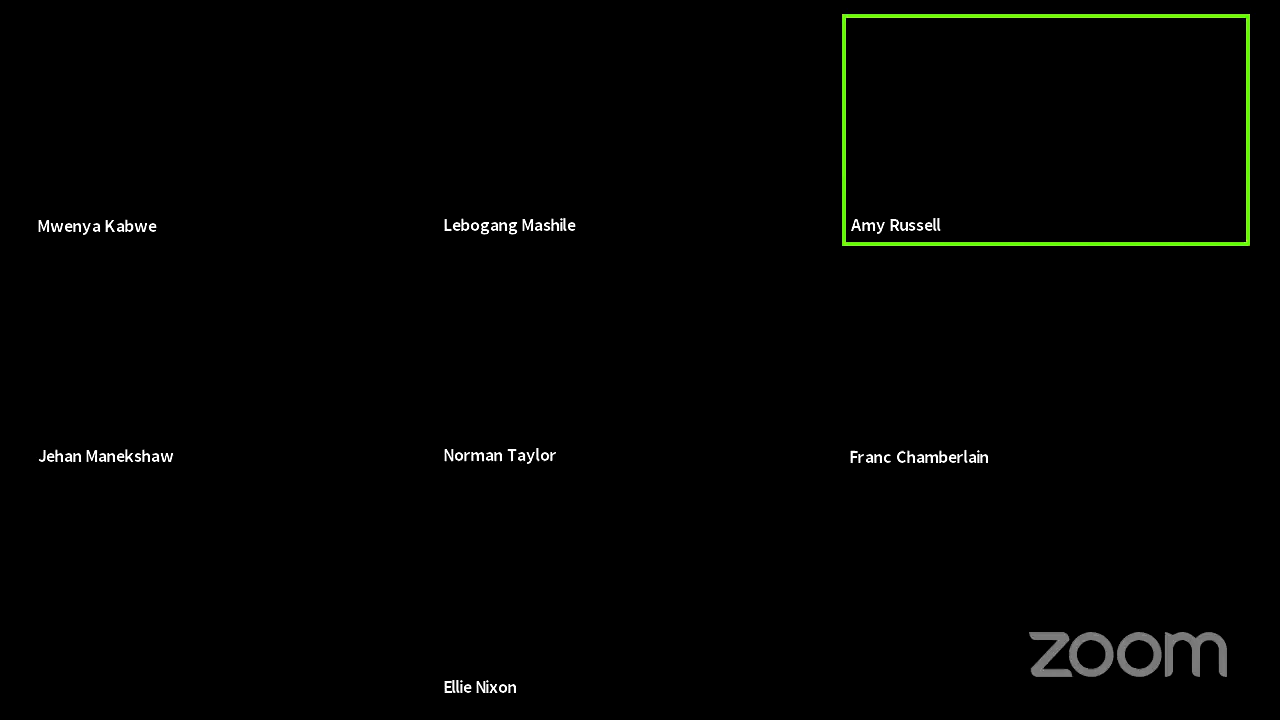 Mwenya Kabwe
Lebogang Mashile
Amy Russell
Jehan Manekshaw
Norman Taylor
Franc Chamberlain
Ellie Nixon
zoom